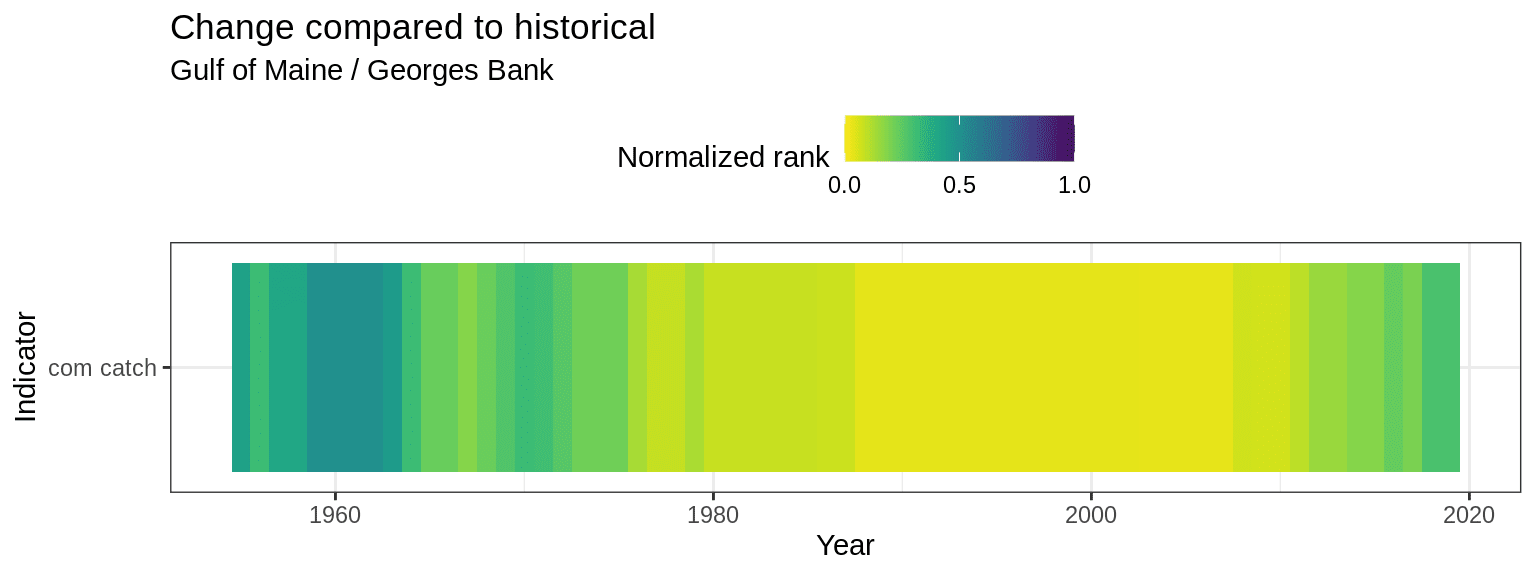 Change compared to historical
Gulf of Maine / Georges Bank
Normalized rank
0.0 0.5 1.0
Indicator
com catch
1960 1980 2000 2020
Year